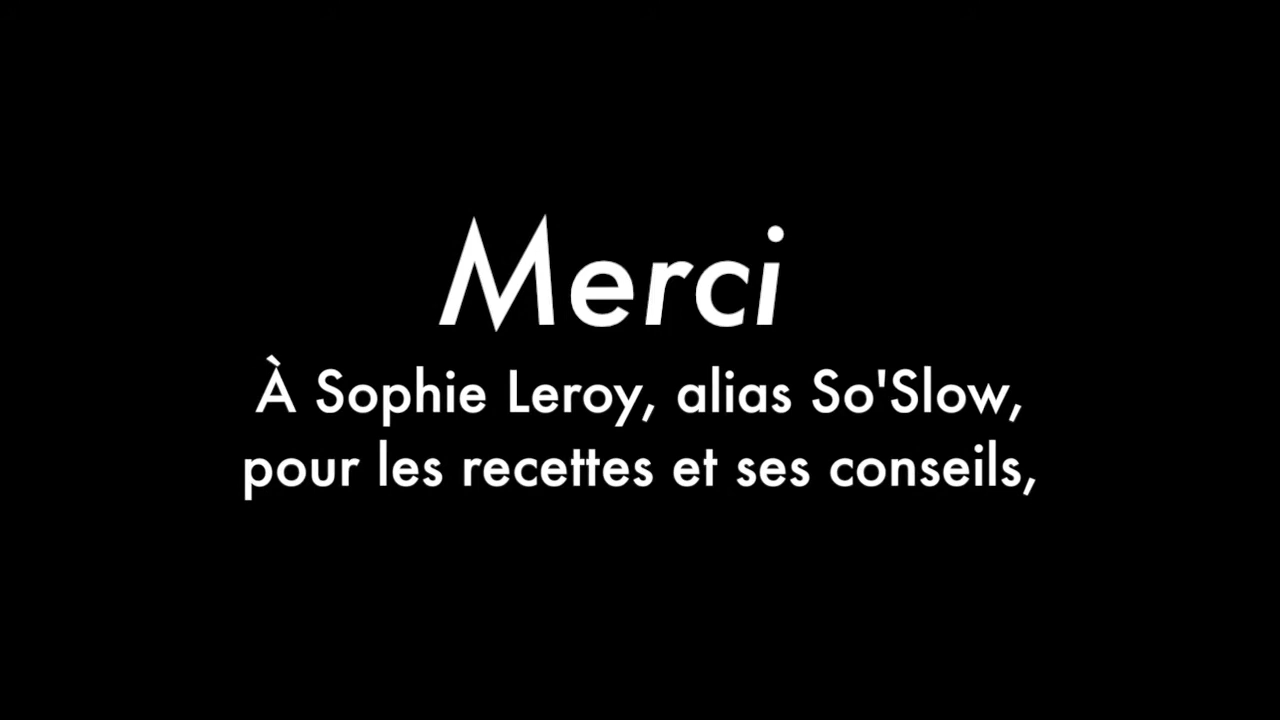 Merci
À Sophie Leroy, alias So'Slow,
pour les recettes et ses conseils,